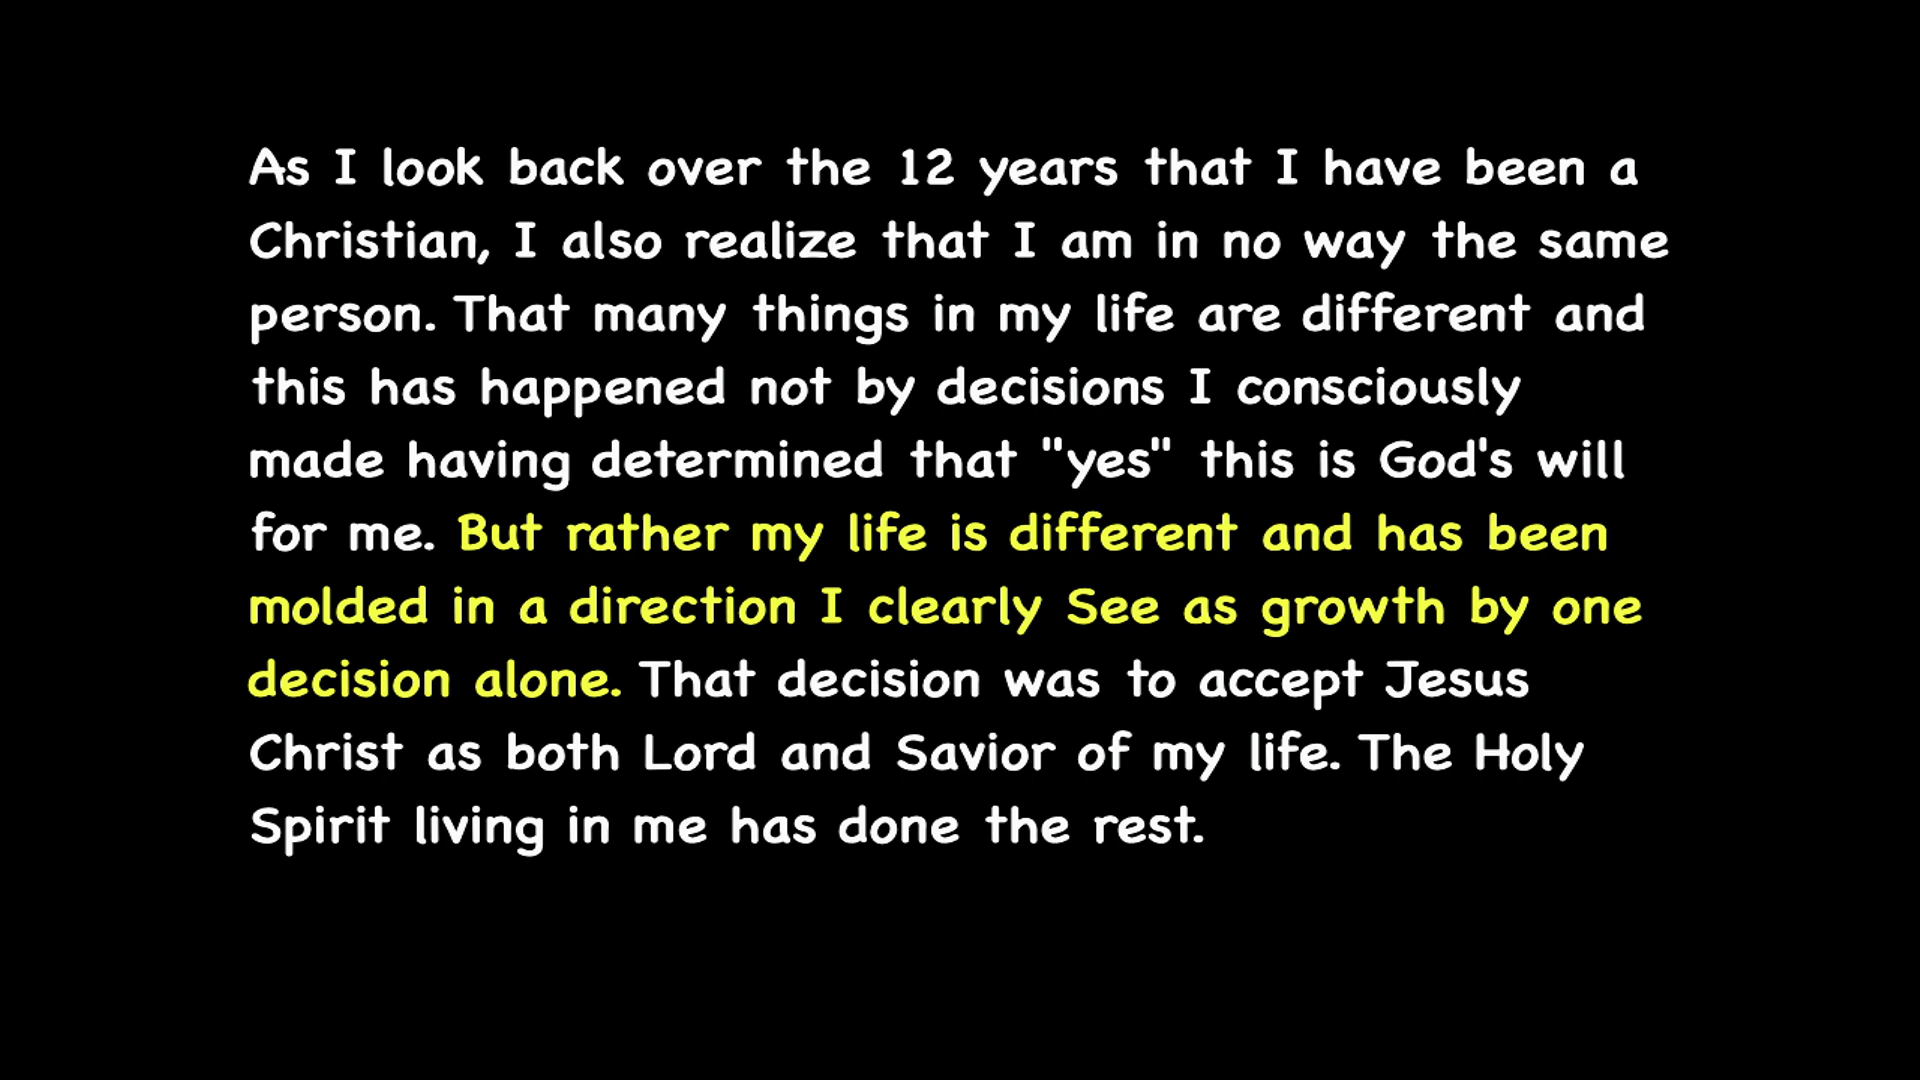 As I look back over the 12 years that I have been a
Christian, I also realize that I am in no way the same
person. That many things in my life are different and
this has happened not by decisions I consciously
made having determined that "yes" this is God's will
for me. But rather my life is different and has been
molded in a direction I clearly See as growth by one
decision alone. That decision was to accept Jesus
Christ as both Lord and Savior of my life. The Holy
Spirit living in me has done the rest.